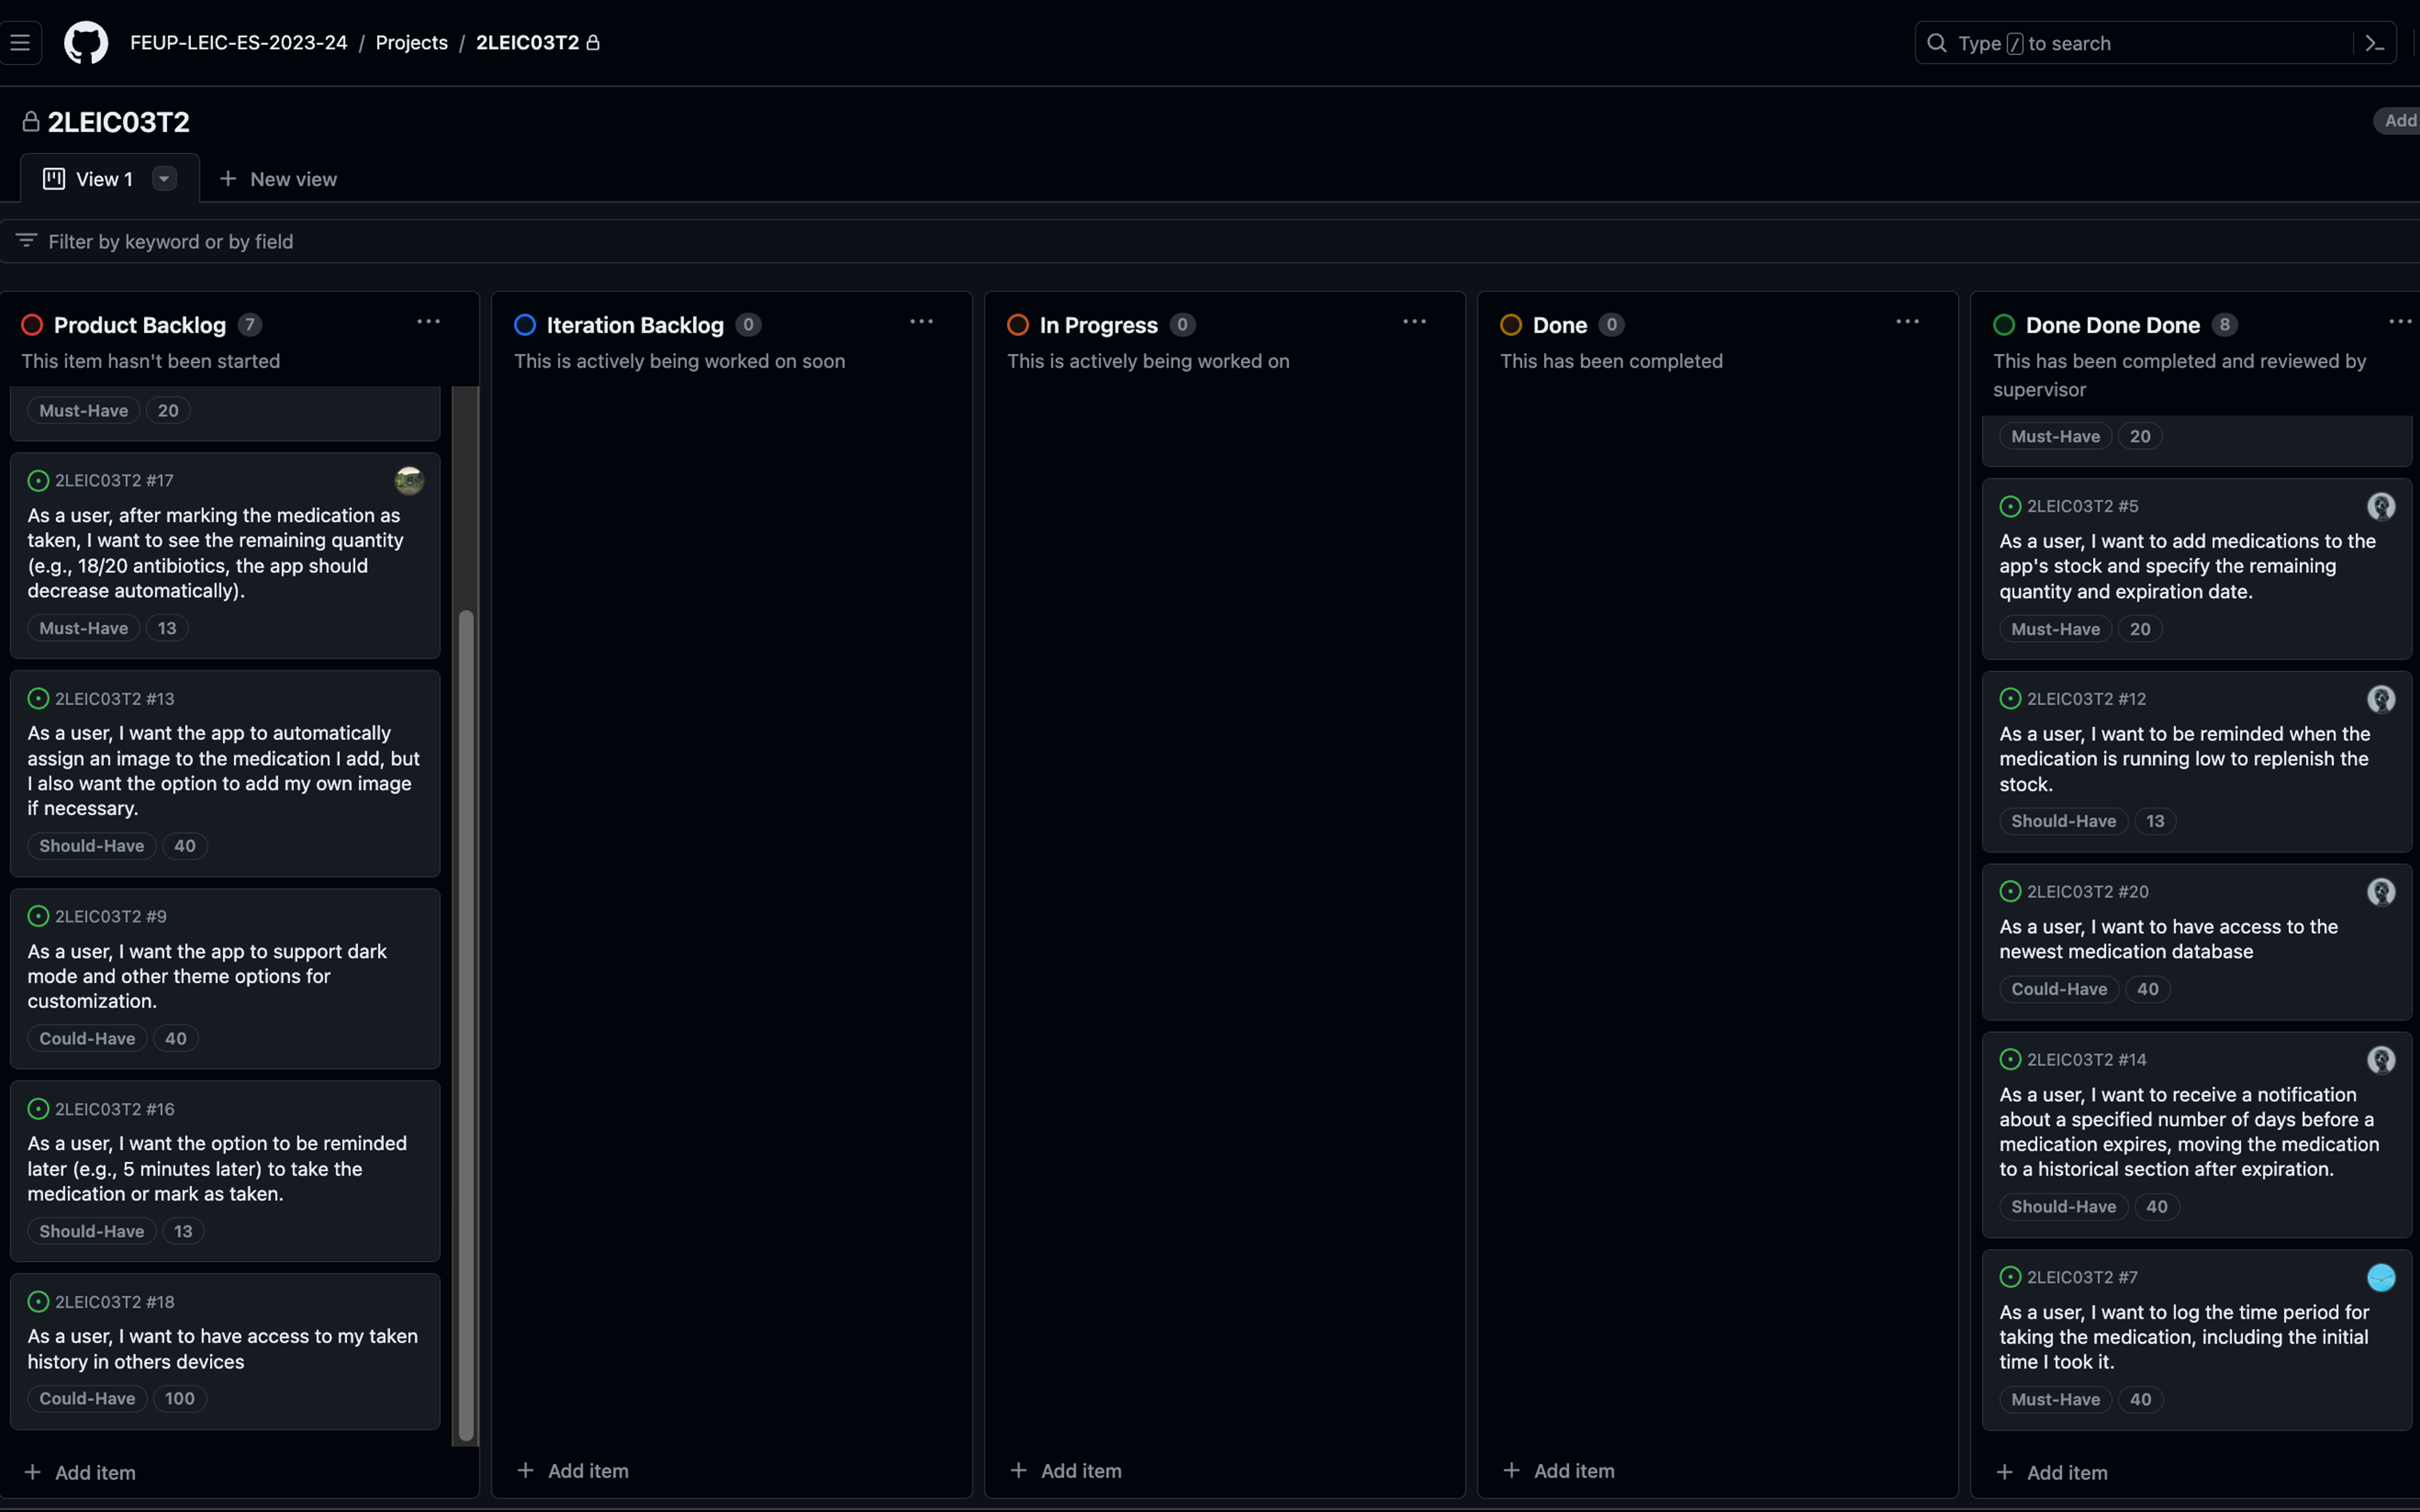 FEUP-LEIC-ES-2023-24 / Projects / 2LEIC03T2
Type / to search
2LEIC03T2
Add
View 1
New view
Filter by keyword or by field
Product Backlog 7
This item hasn't been started
Must-Have 20
2LEIC03T2 #17
As a user, after marking the medication as
taken, I want to see the remaining quantity
(e.g., 18/20 antibiotics, the app should
decrease automatically).
Must-Have 13
2LEIC03T2 #13
As a user, I want the app to automatically
assign an image to the medication I add, but
I also want the option to add my own image
if necessary.
Should-Have 40
2LEIC03T2 #9
As a user, I want the app to support dark
mode and other theme options for
customization.
Could-Have 40
2LEIC03T2 #16
As a user, I want the option to be reminded
later (e.g., 5 minutes later) to take the
medication or mark as taken.
Should-Have 13
2LEIC03T2 #18
As a user, I want to have access to my taken
history in others devices
Could-Have 100
+ Add item
Iteration Backlog 0
This is actively being worked on soon
+ Add item
In Progress 0
This is actively being worked on
+ Add item
Done 0
This has been completed
+ Add item
Done Done Done 8
This has been completed and reviewed by
supervisor
Must-Have 20
2LEIC03T2 #5
As a user, I want to add medications to the
app's stock and specify the remaining
quantity and expiration date.
Must-Have 20
2LEIC03T2 #12
As a user, I want to be reminded when the
medication is running low to replenish the
stock.
Should-Have 13
2LEIC03T2 #20
As a user, I want to have access to the
newest medication database
Could-Have 40
2LEIC03T2 #14
As a user, I want to receive a notification
about a specified number of days before a
medication expires, moving the medication
to a historical section after expiration.
Should-Have 40
2LEIC03T2 #7
As a user, I want to log the time period for
taking the medication, including the initial
time I took it.
Must-Have 40
+ Add item